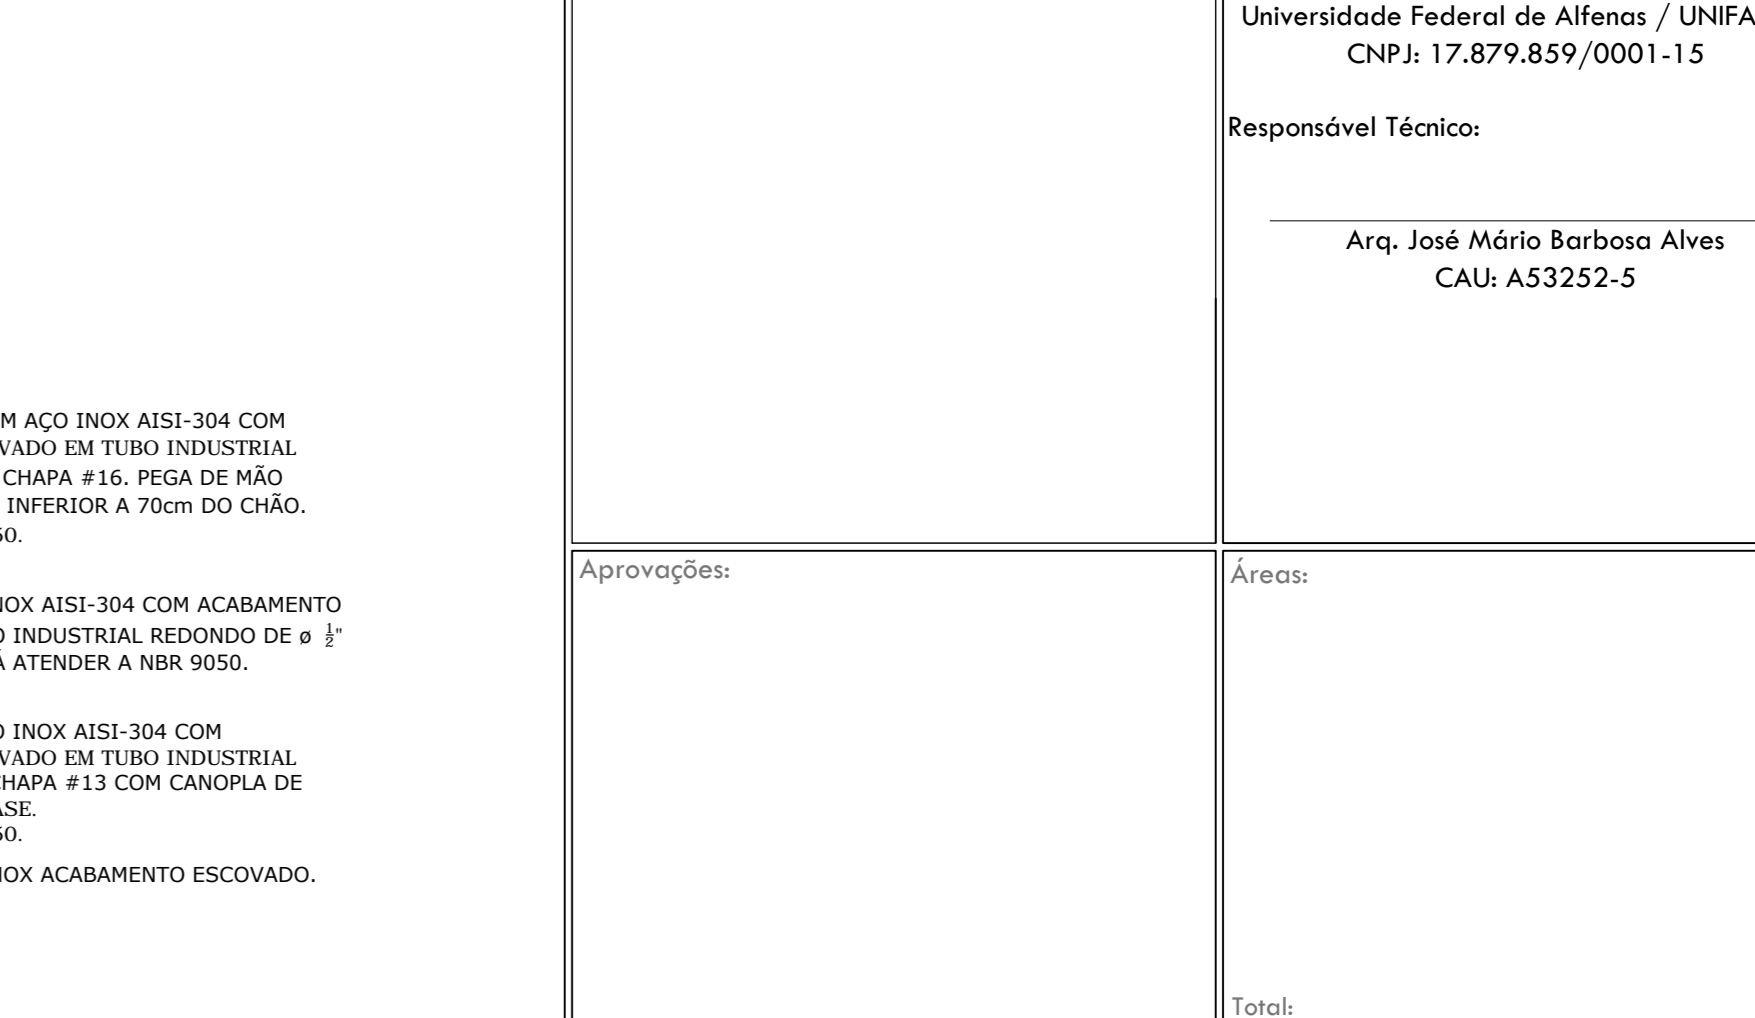 M AÇO INOX AISI-304 COM
VADO EM TUBO INDUSTRIAL
CHAPA #16. PEGA DE MÃO
INFERIOR A 70cm DO CHÃO.
50.
NOX AISI-304 COM ACABAMENTO
O INDUSTRIAL REDONDO DE ø ½"
Á ATENDER A NBR 9050.
O INOX AISI-304 COM
VADO EM TUBO INDUSTRIAL
CHAPA #13 COM CANOPLA DE
ASE.
50.
NOX ACABAMENTO ESCOVADO.
Universidade Federal de Alfenas / UNIFA
CNPJ: 17.879.859/0001-15
Responsável Técnico:
Arq. José Mário Barbosa Alves
CAU: A53252-5
Aprovações:
Áreas:
Total: